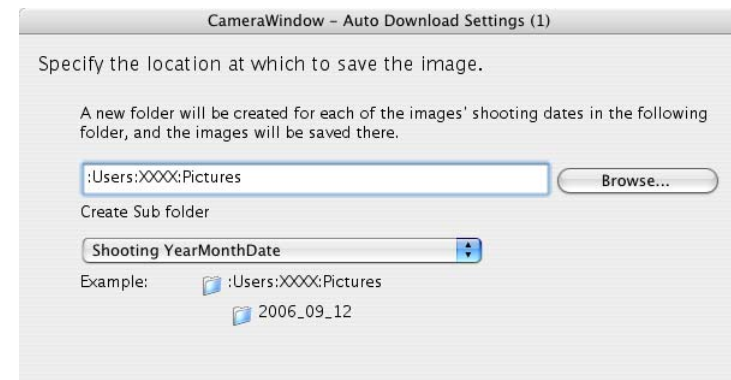 CameraWindow – Auto Download Settings (1)
Specify the location at which to save the image.
A new folder will be created for each of the images' shooting dates in the following
folder, and the images will be saved there.
:Users:XXXX:Pictures
Browse...
Create Sub folder
Shooting YearMonthDate
Example: :Users:XXXX:Pictures
2006_09_12